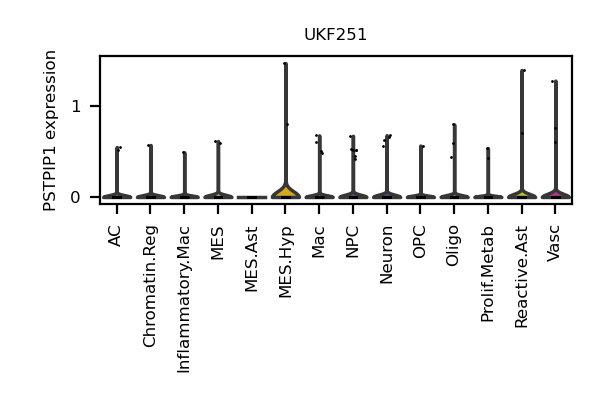 UKF251
PSTPIP1 expression
1
0
AC
Chromatin.Reg
Inflammatory.Mac
MES
MES.Ast
MES.Hyp
Mac
NPC
Neuron
OPC
Oligo
Prolif.Metab
Reactive.Ast
Vasc